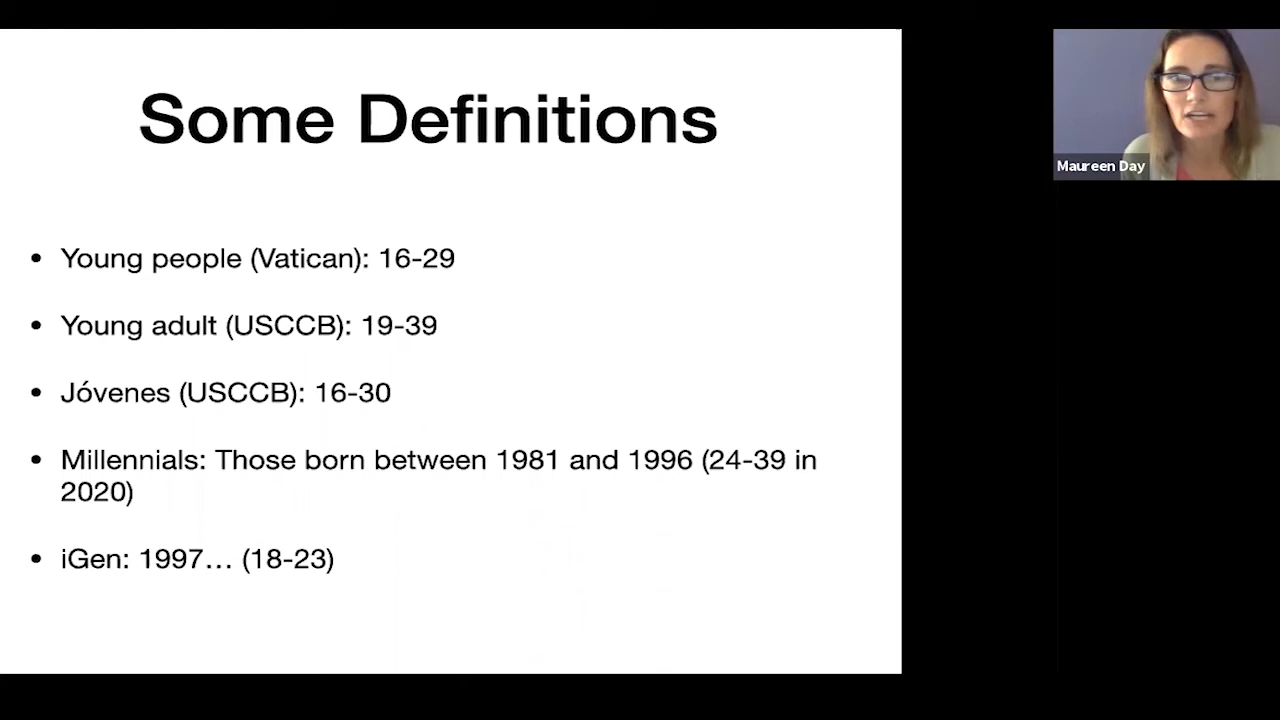 Some Definitions
• Young people (Vatican): 16-29
• Young adult (USCCB): 19-39
• Jóvenes (USCCB): 16-30
• Millennials: Those born between 1981 and 1996 (24-39 in
2020)
• iGen: 1997… (18-23)
Maureen Day